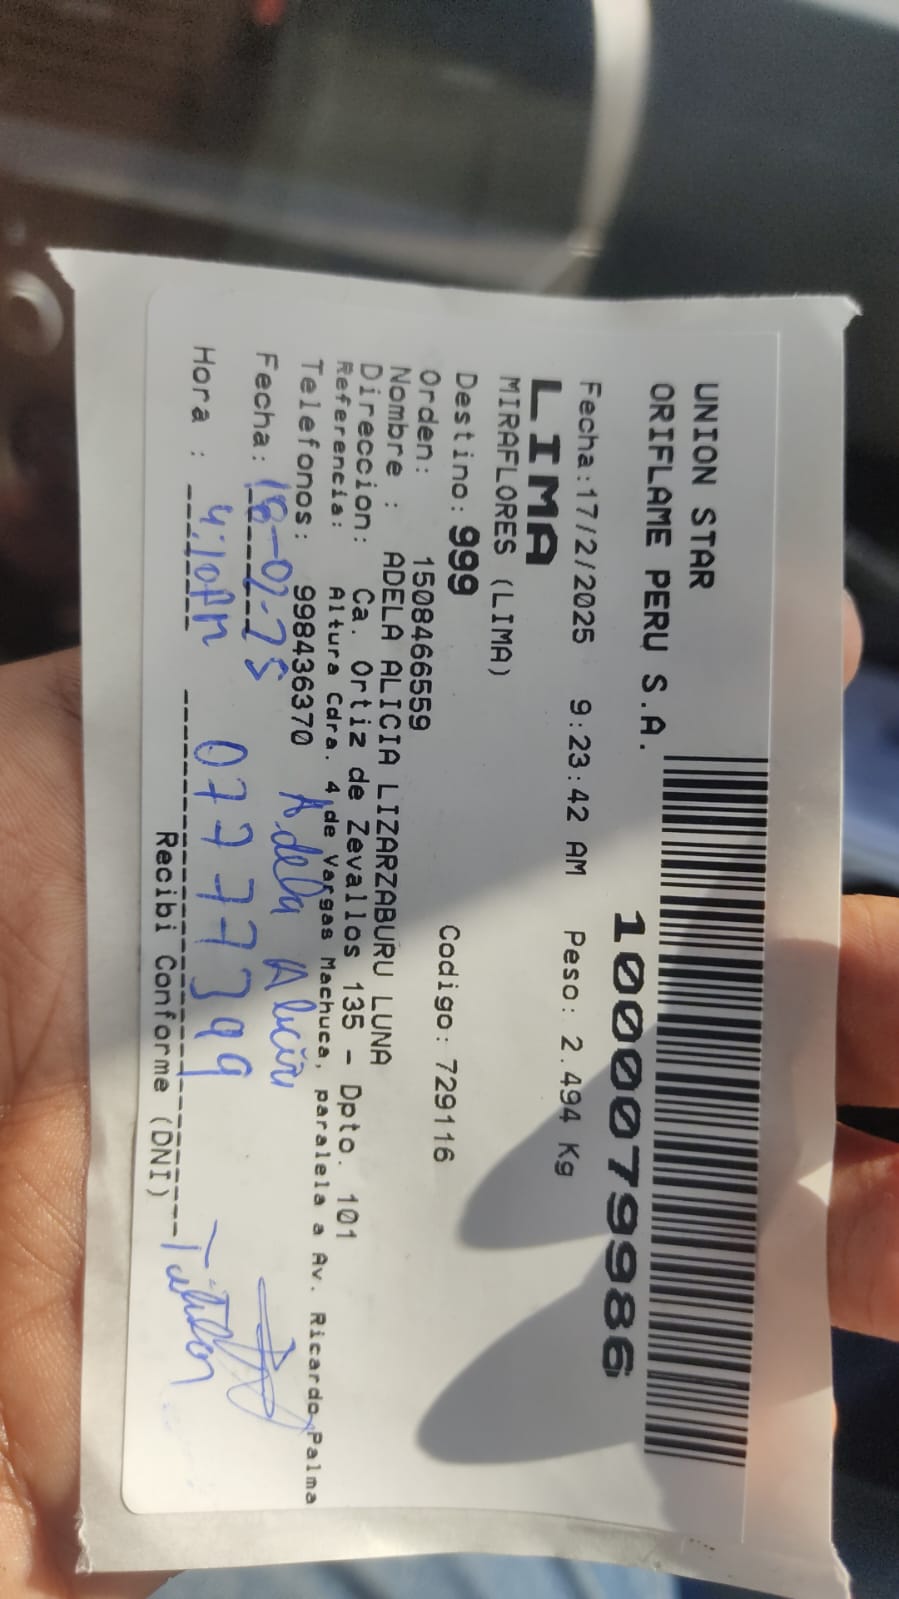 UNION STAR
ORIFLAME PERU S.A.
1000079986
Fecha:17/2/2025 9:23:42 AM Peso: 2.494 Kg
LIMA
MIRAFLORES (LIMA)
Destino: 999
Orden: 1508466559 Codigo: 729116
Nombre : ADELA ALICIA LIZARZABURU LUNA
Direccion: Ca. Ortiz de Zevallos 135 - Dpto. 101
Referencia: Altura Cdra. 4 de Vargas Machuca, paralela a Av. Ricardo Palma
Telefonos: 998436370
Fecha: 18-02-25 Adela Alicia
Hora : 4:10PM 07777399 Titular
Recibi Conforme (DNI)